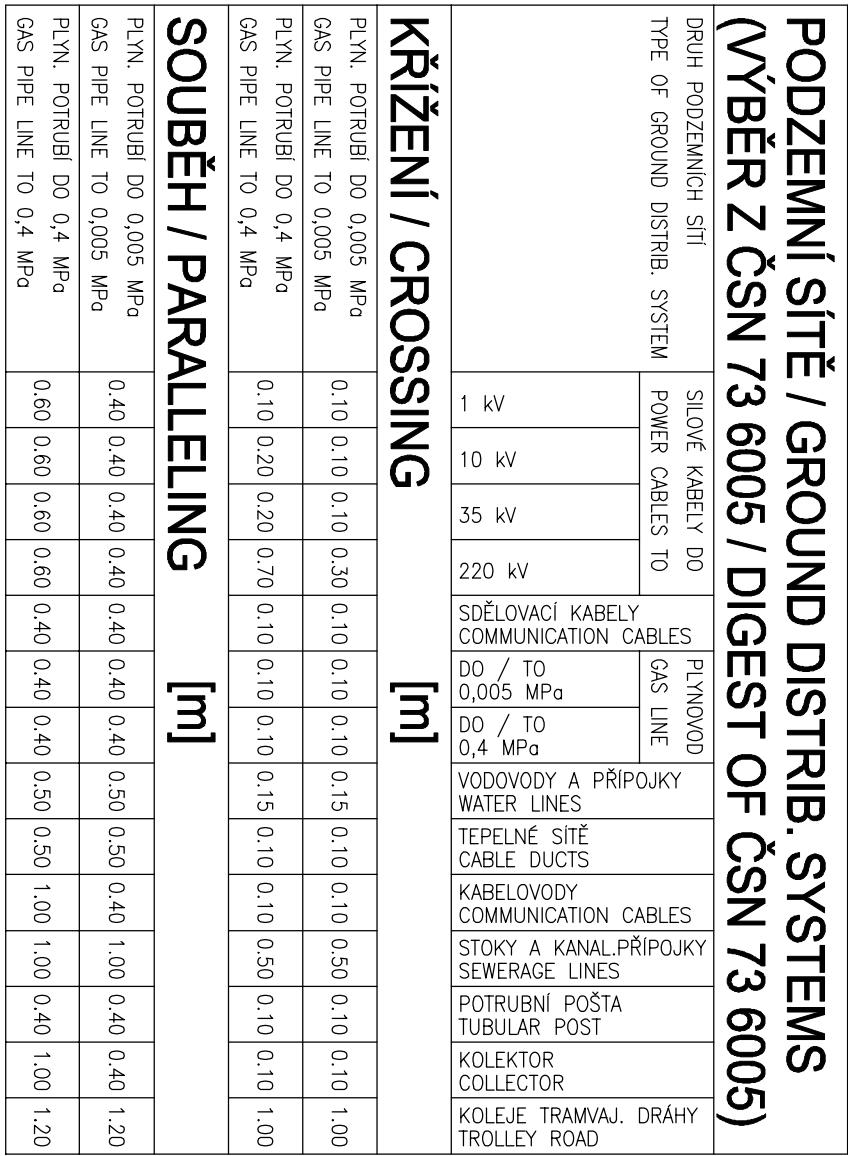 PODZEMNÍ SÍTĚ / GROUND DISTRIB. SYSTEMS
(VÝBĚR Z ČSN 73 6005 / DIGEST OF ČSN 73 6005)
DRUH PODZEMNÍCH SÍTÍ
TYPE OF GROUND DISTRIB. SYSTEM
SILOVÉ KABELY DO
POWER CABLES TO
1 kV
10 kV
35 kV
220 kV
SDĚLOVACÍ KABELY
COMMUNICATION CABLES
PLYNOVOD
GAS LINE
DO / TO
0,005 MPa
DO / TO
0,4 MPa
VODOVODY A PŘÍPOJKY
WATER LINES
TEPELNÉ SÍTĚ
CABLE DUCTS
KABELOVODY
COMMUNICATION CABLES
STOKY A KANAL.PŘÍPOJKY
SEWERAGE LINES
POTRUBNÍ POŠTA
TUBULAR POST
KOLEKTOR
COLLECTOR
KOLEJE TRAMVAJ. DRÁHY
TROLLEY ROAD
KŘÍŽENÍ / CROSSING [m]
PLYN. POTRUBÍ DO 0,005 MPa
GAS PIPE LINE TO 0,005 MPa
0.10 0.10 0.10 0.30 0.10 0.10 0.10 0.15 0.10 0.10 0.50 0.10 0.10 1.00
PLYN. POTRUBÍ DO 0,4 MPa
GAS PIPE LINE TO 0,4 MPa
0.10 0.20 0.20 0.70 0.10 0.10 0.10 0.15 0.10 0.10 0.50 0.10 0.10 1.00
SOUBĚH / PARALLELING [m]
PLYN. POTRUBÍ DO 0,005 MPa
GAS PIPE LINE TO 0,005 MPa
0.40 0.40 0.40 0.40 0.40 0.40 0.40 0.50 0.50 0.40 1.00 0.40 0.40 1.20
PLYN. POTRUBÍ DO 0,4 MPa
GAS PIPE LINE TO 0,4 MPa
0.60 0.60 0.60 0.60 0.40 0.40 0.40 0.50 0.50 1.00 1.00 0.40 1.00 1.20